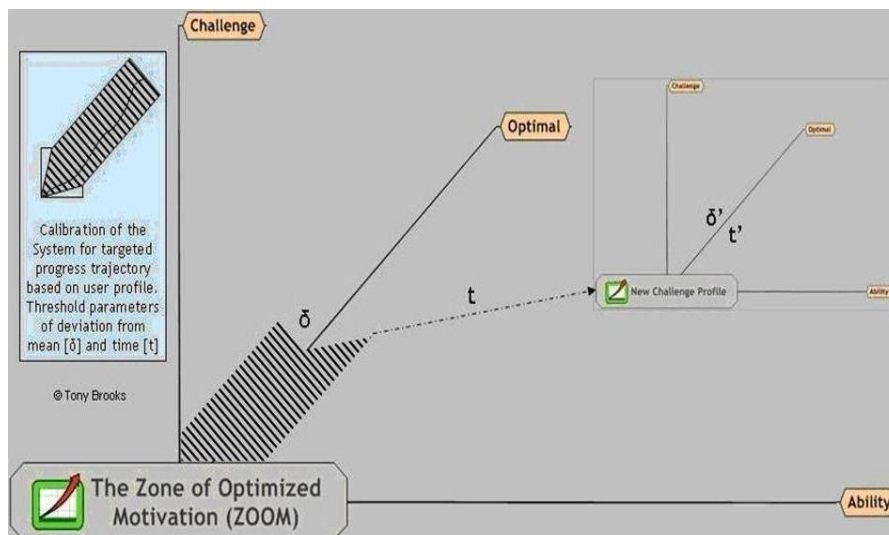 Challenge
Optimal
Calibration of the
System for targeted
progress trajectory
based on user profile.
Threshold parameters
of deviation from
mean [δ] and time [t]
© Tony Brooks
δ
t
Challenge
Optimal
δ’
t’
New Challenge Profile
Ability
The Zone of Optimized
Motivation (ZOOM)
Ability